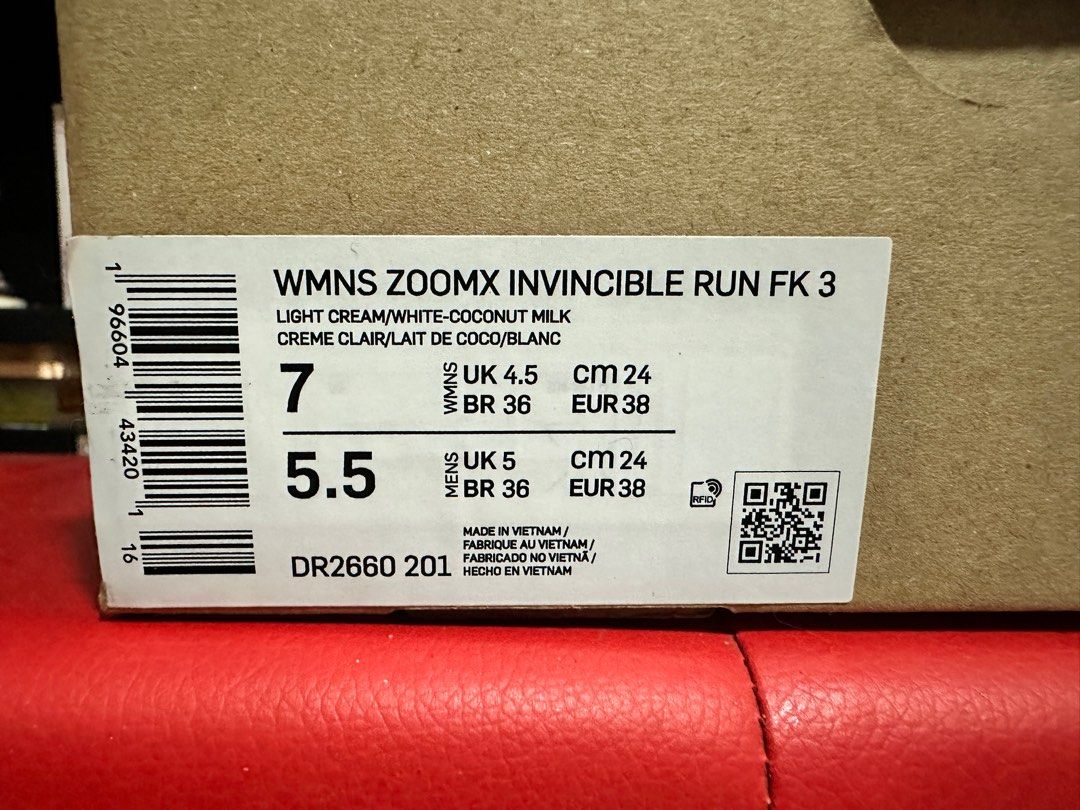 WMNS ZOOMX INVINCIBLE RUN FK 3
LIGHT CREAM/WHITE-COCONUT MILK
CREME CLAIR/LAIT DE COCO/BLANC
7
WMNS
UK 4.5 cm 24
BR 36 EUR 38
5.5
MENS
UK 5 cm 24
BR 36 EUR 38
RFID
DR2660 201
MADE IN VIETNAM /
FABRIQUE AU VIETNAM /
FABRICADO NO VIETNÃ /
HECHO EN VIETNAM
1 96604 43420 1 16